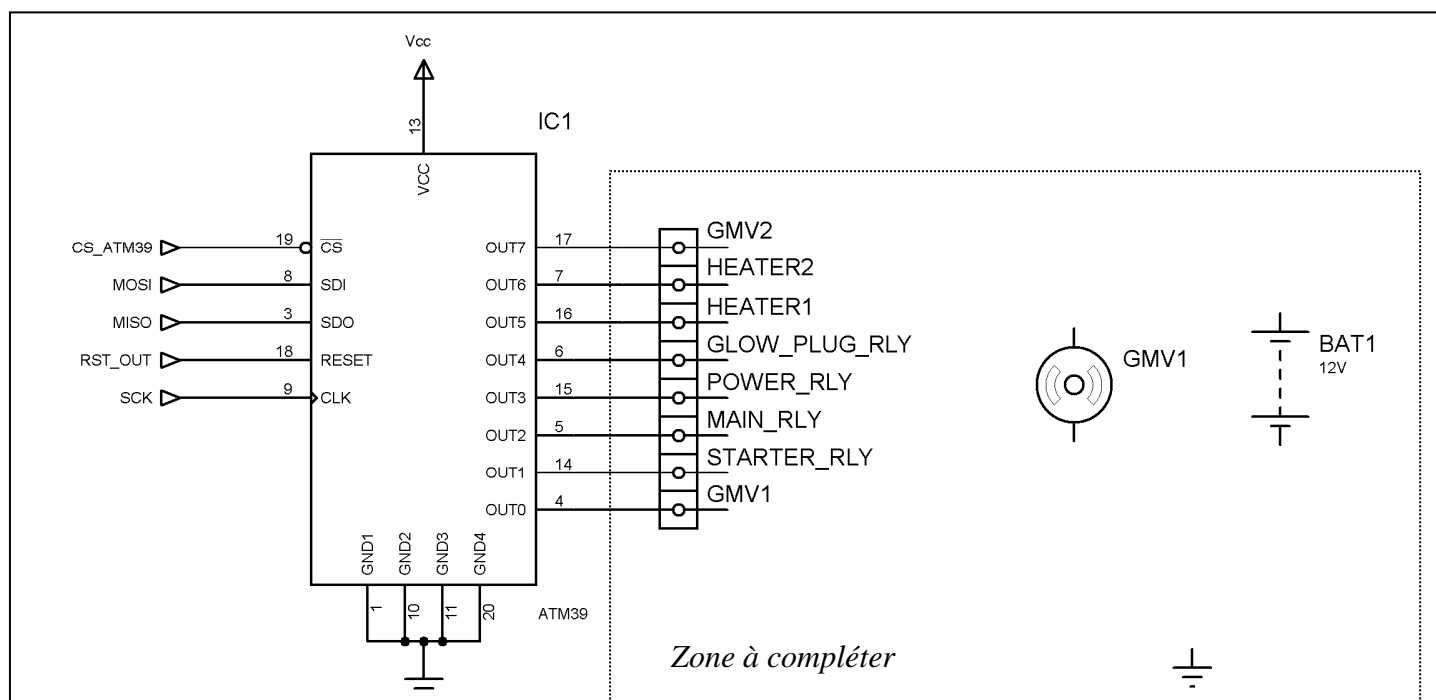 Vcc
13
IC1
VCC
CS_ATM39
19
CS
OUT7
17
GMV2
MOSI
8
SDI
OUT6
7
HEATER2
MISO
3
SDO
OUT5
16
HEATER1
RST_OUT
18
RESET
OUT4
6
GLOW_PLUG_RLY
SCK
9
CLK
OUT3
15
POWER_RLY
OUT2
5
MAIN_RLY
OUT1
14
STARTER_RLY
OUT0
4
GMV1
GMV1
BAT1
12V
GND1
GND2
GND3
GND4
1
10
11
20
ATM39
Zone à compléter